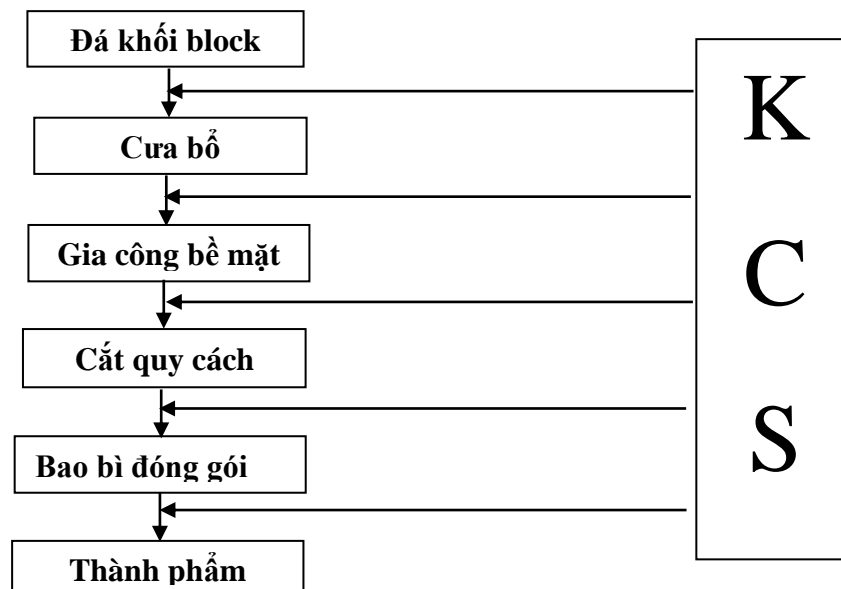 Đá khối block
Cưa bổ
Gia công bề mặt
Cắt quy cách
Bao bì đóng gói
Thành phẩm
K
C
S